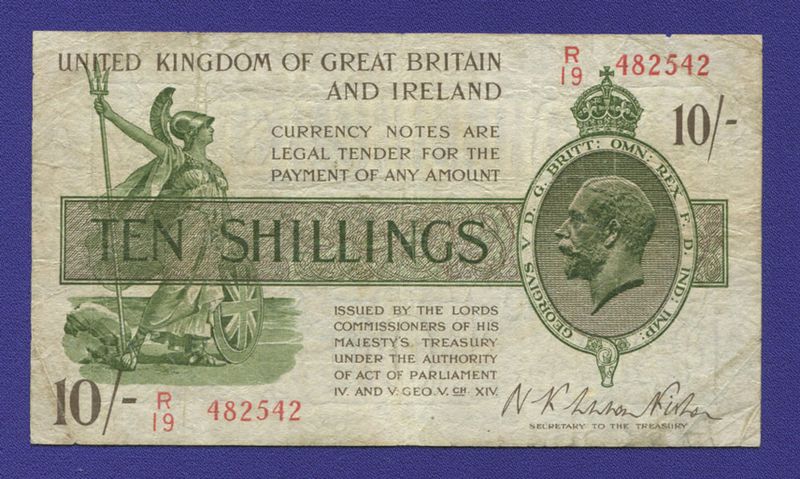 UNITED KINGDOM OF GREAT BRITAIN
AND IRELAND
R
19 482542
10/-
CURRENCY NOTES ARE
LEGAL TENDER FOR THE
PAYMENT OF ANY AMOUNT
GEORGIVS V D. G. BRITT: OMN: REX F. D. IND: IMP:
TEN SHILLINGS
ISSUED BY THE LORDS
COMMISSIONERS OF HIS
MAJESTY'S TREASURY
UNDER THE AUTHORITY
OF ACT OF PARLIAMENT
IV. AND V. GEO. V. CH. XIV.
10/-
R
19 482542
SECRETARY TO THE TREASURY